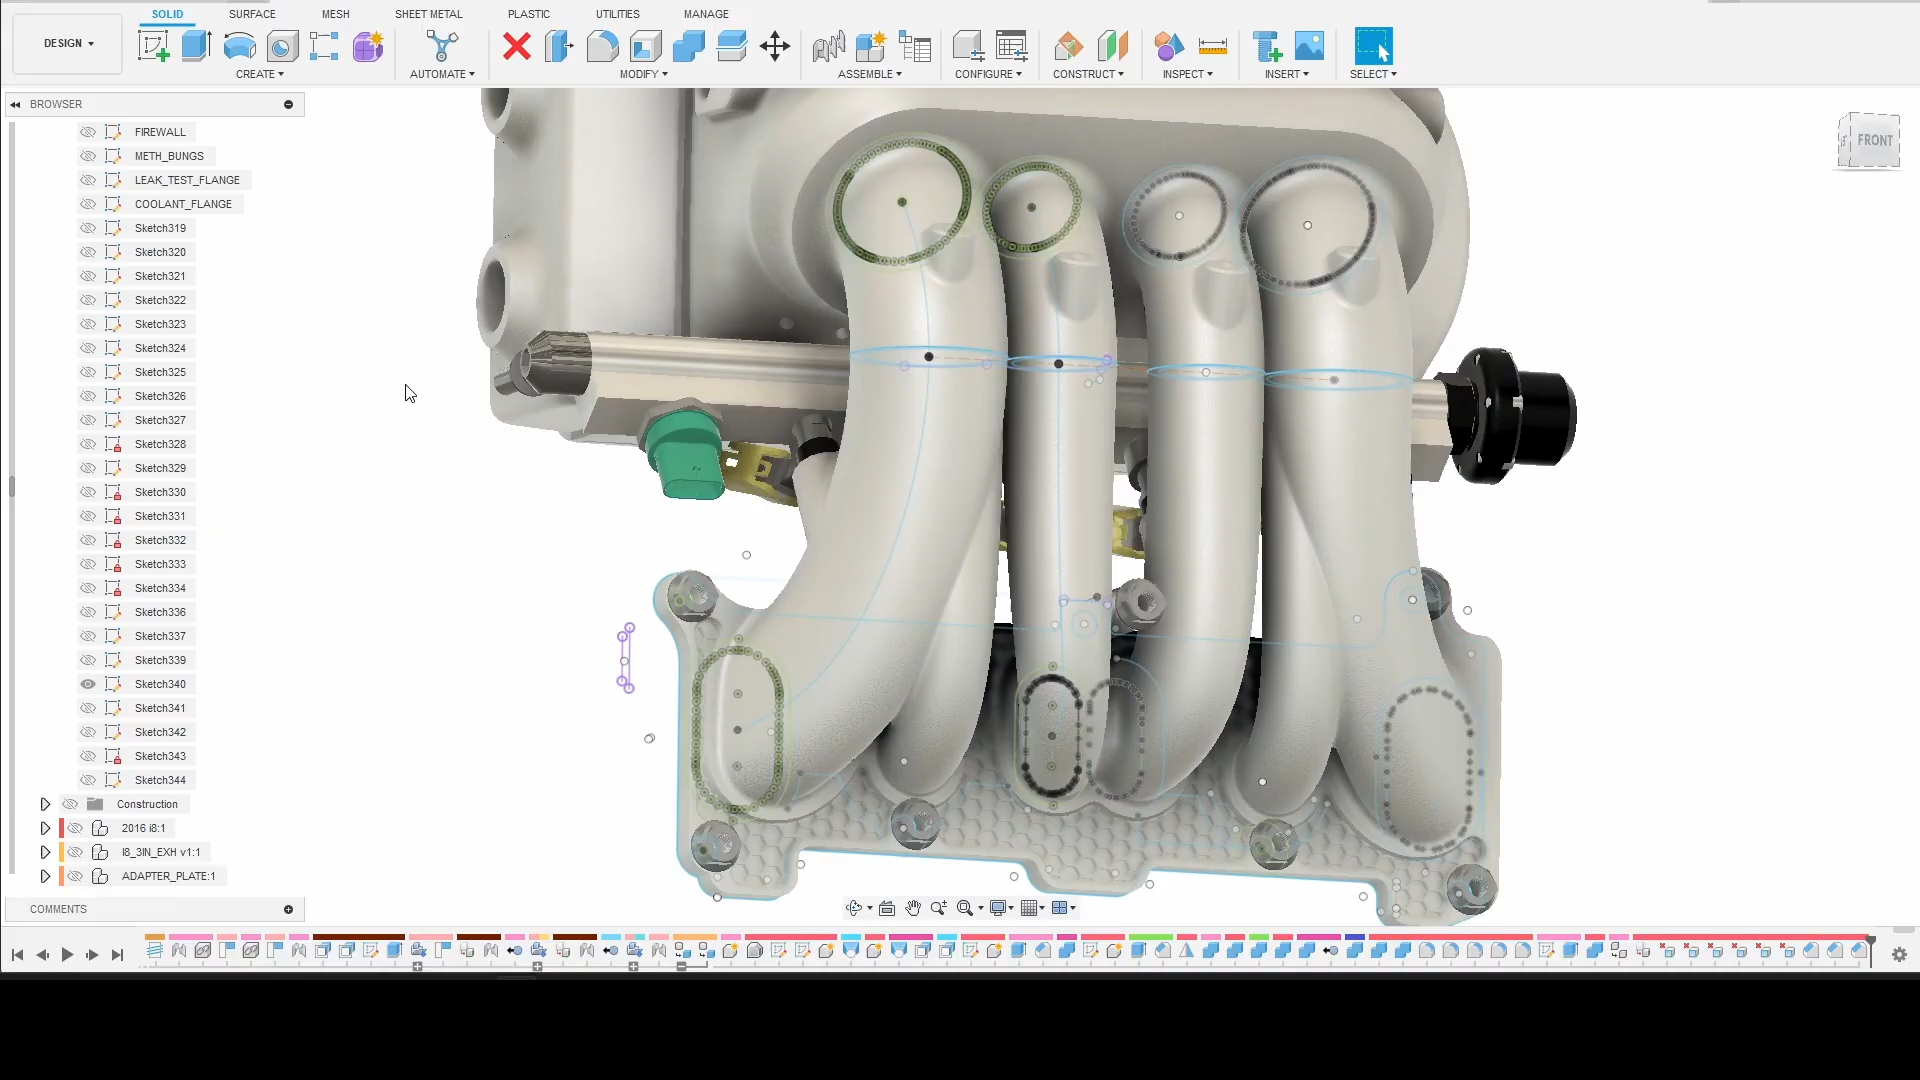 SOLID SURFACE MESH SHEET METAL PLASTIC UTILITIES MANAGE
DESIGN
CREATE AUTOMATE MODIFY ASSEMBLE CONFIGURE CONSTRUCT INSPECT INSERT SELECT
BROWSER
FRONT
FIREWALL
METH_BUNGS
LEAK_TEST_FLANGE
COOLANT_FLANGE
Sketch319
Sketch320
Sketch321
Sketch322
Sketch323
Sketch324
Sketch325
Sketch326
Sketch327
Sketch328
Sketch329
Sketch330
Sketch331
Sketch332
Sketch333
Sketch334
Sketch336
Sketch337
Sketch339
Sketch340
Sketch341
Sketch342
Sketch343
Sketch344
Construction
2016 i8:1
I8_3IN_EXH v1:1
ADAPTER_PLATE:1
COMMENTS